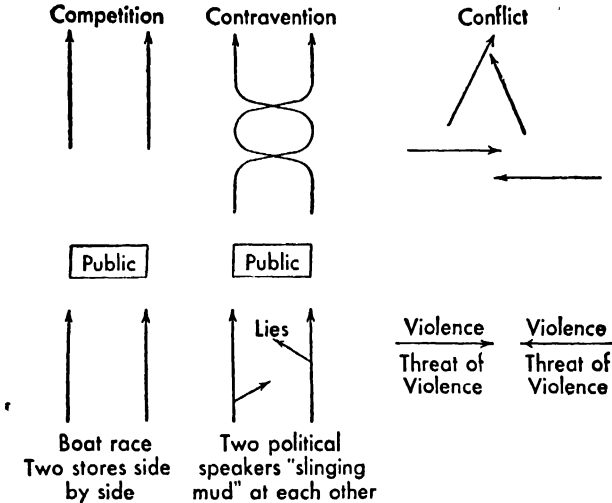 Competition
Contravention
Conflict
Public
Public
Lies
Violence
Threat of
Violence
Violence
Threat of
Violence
Boat race
Two stores side
by side
Two political
speakers "slinging
mud" at each other